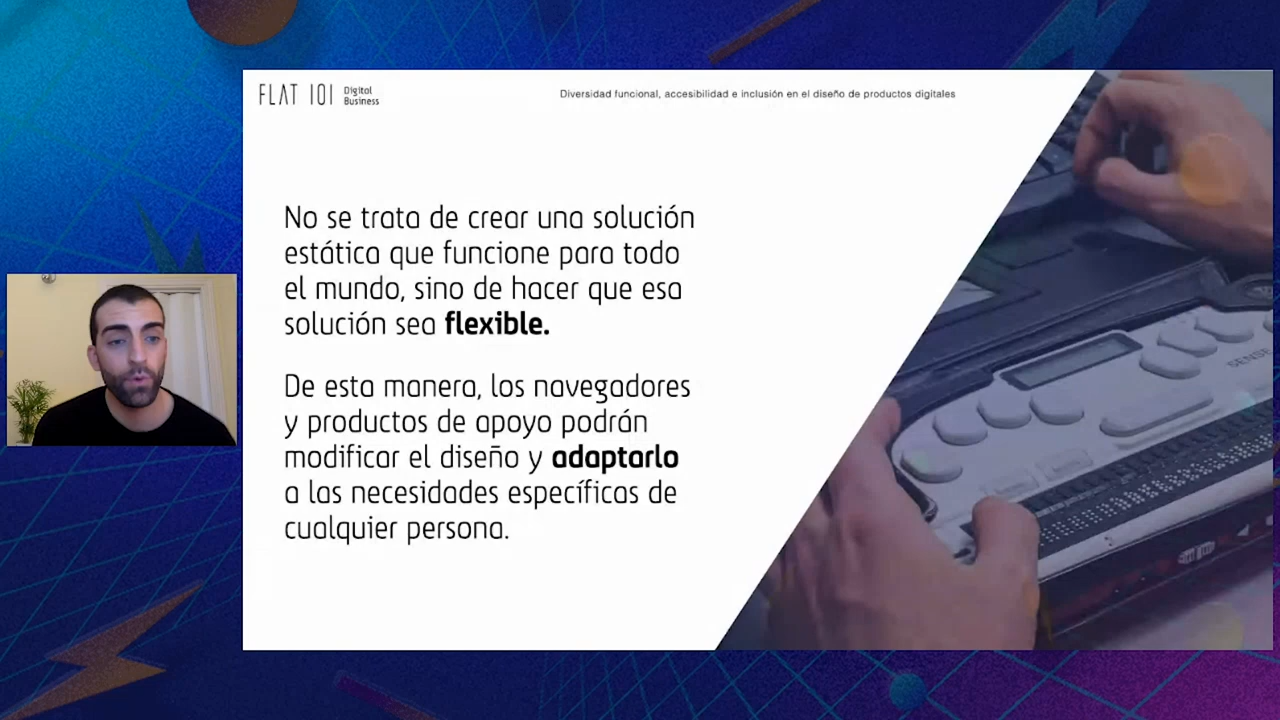 FLAT 101 Digital
Business
Diversidad funcional, accesibilidad e inclusión en el diseño de productos digitales
No se trata de crear una solución
estática que funcione para todo
el mundo, sino de hacer que esa
solución sea flexible.
De esta manera, los navegadores
y productos de apoyo podrán
modificar el diseño y adaptarlo
a las necesidades específicas de
cualquier persona.